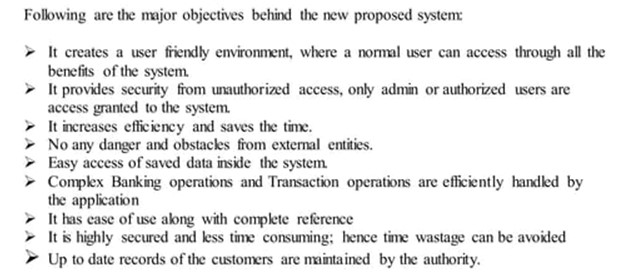 Following are the major objectives behind the new proposed system:
➢ It creates a user friendly environment, where a normal user can access through all the
benefits of the system.
➢ It provides security from unauthorized access, only admin or authorized users are
access granted to the system.
➢ It increases efficiency and saves the time.
➢ No any danger and obstacles from external entities.
➢ Easy access of saved data inside the system.
➢ Complex Banking operations and Transaction operations are efficiently handled by
the application
➢ It has ease of use along with complete reference
➢ It is highly secured and less time consuming; hence time wastage can be avoided
➢ Up to date records of the customers are maintained by the authority.